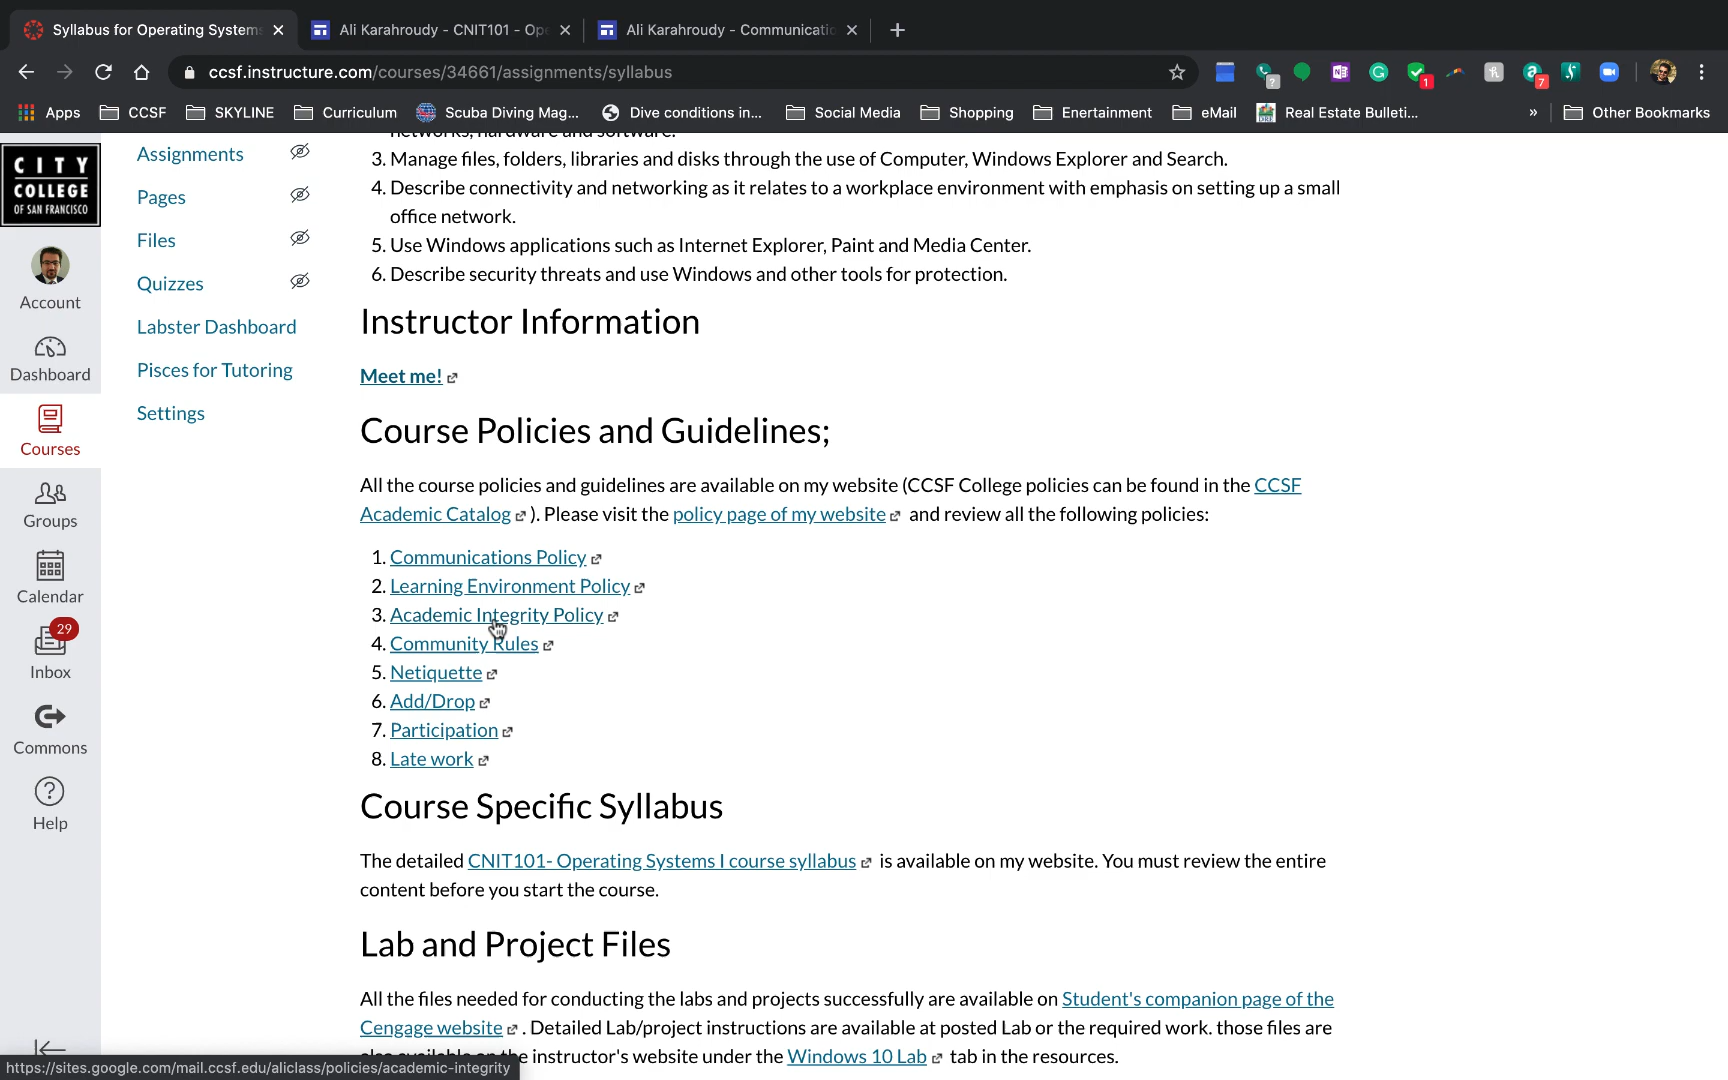 Syllabus for Operating Systems
Ali Karahroudy - CNIT101 - Ope
Ali Karahroudy - Communicatio
ccsf.instructure.com/courses/34661/assignments/syllabus
?
1
7
Apps
CCSF
SKYLINE
Curriculum
Scuba Diving Mag...
Dive conditions in...
Social Media
Shopping
Entertainment
eMail
Real Estate Bulleti...
»
Other Bookmarks
CITY
COLLEGE
OF SAN FRANCISCO
Account
Dashboard
Courses
Groups
Calendar
29
Inbox
Commons
Help
Assignments
Pages
Files
Quizzes
Labster Dashboard
Pisces for Tutoring
Settings
networks, hardware and software.
3. Manage files, folders, libraries and disks through the use of Computer, Windows Explorer and Search.
4. Describe connectivity and networking as it relates to a workplace environment with emphasis on setting up a small
office network.
5. Use Windows applications such as Internet Explorer, Paint and Media Center.
6. Describe security threats and use Windows and other tools for protection.
Instructor Information
Meet me!
Course Policies and Guidelines;
All the course policies and guidelines are available on my website (CCSF College policies can be found in the CCSF
Academic Catalog ). Please visit the policy page of my website and review all the following policies:
1. Communications Policy
2. Learning Environment Policy
3. Academic Integrity Policy
4. Community Rules
5. Netiquette
6. Add/Drop
7. Participation
8. Late work
Course Specific Syllabus
The detailed CNIT101- Operating Systems I course syllabus is available on my website. You must review the entire
content before you start the course.
Lab and Project Files
All the files needed for conducting the labs and projects successfully are available on Student's companion page of the
Cengage website . Detailed Lab/project instructions are available at posted Lab or the required work. those files are
also available on the instructor's website under the Windows 10 Lab tab in the resources.
https://sites.google.com/mail.ccsf.edu/aliclass/policies/academic-integrity